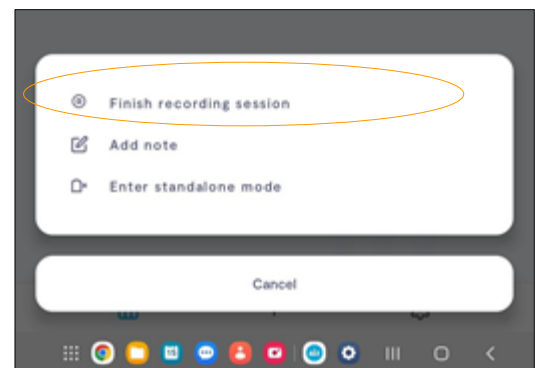 Finish recording session
Add note
Enter standalone mode
Cancel